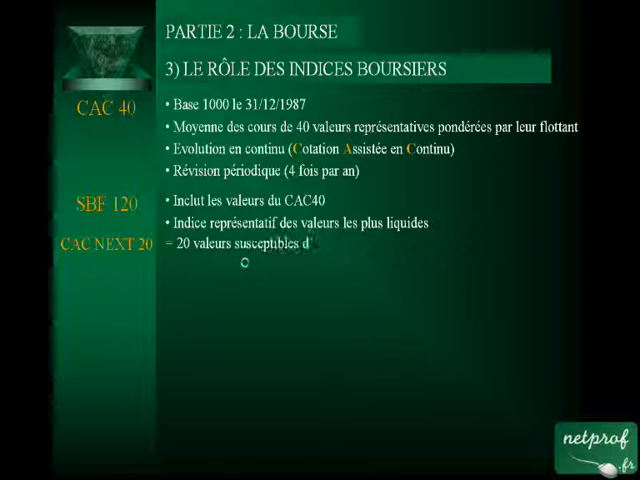 PARTIE 2 : LA BOURSE
3) LE RÔLE DES INDICES BOURSIERS
CAC 40
• Base 1000 le 31/12/1987
• Moyenne des cours de 40 valeurs représentatives pondérées par leur flottant
• Evolution en continu (Cotation Assistée en Continu)
• Révision périodique (4 fois par an)
SBF 120
• Inclut les valeurs du CAC40
• Indice représentatif des valeurs les plus liquides
CAC NEXT 20
= 20 valeurs susceptibles d'
netprof
.fr